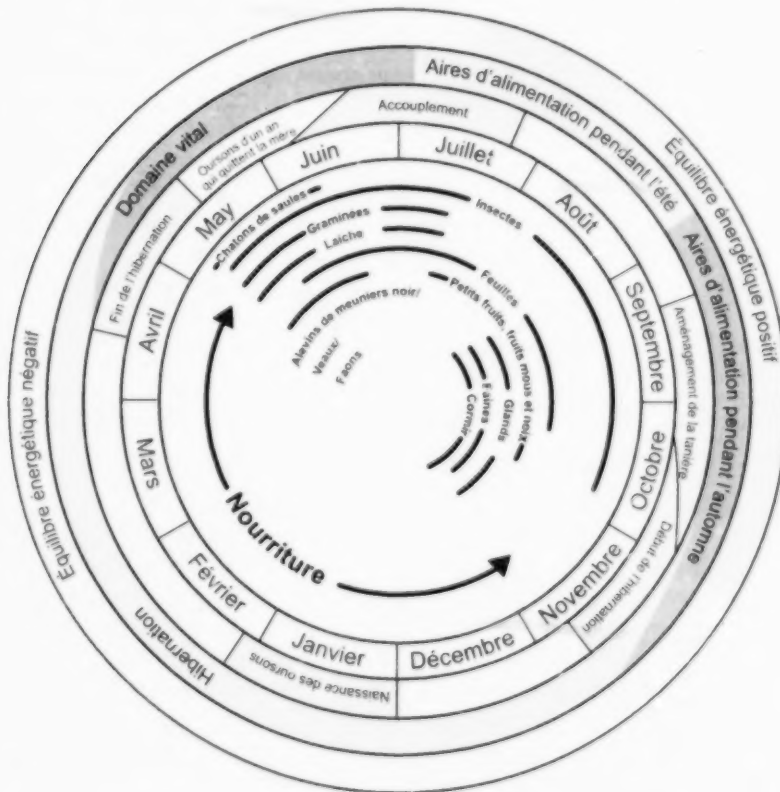 Équilibre énergétique négatif
Équilibre énergétique positif
Domaine vital
Aires d'alimentation pendant l'été
Aires d'alimentation pendant l'automne
Hibernation
Fin de l'hibernation
Oursons d'un an
qui quittent la mère
Accouplement
Aménagement de la tanière
Début de l'hibernation
Naissance des oursons
Janvier
Février
Mars
Avril
May
Juin
Juillet
Août
Septembre
Octobre
Novembre
Décembre
Nourriture
Chatons de saules
Insectes
Graminées
Laîche
Feuilles
Alevins de meuniers noir/
Veaux/
Faons
Petits fruits, fruits mous et noix
Glands
Faines
Cormir